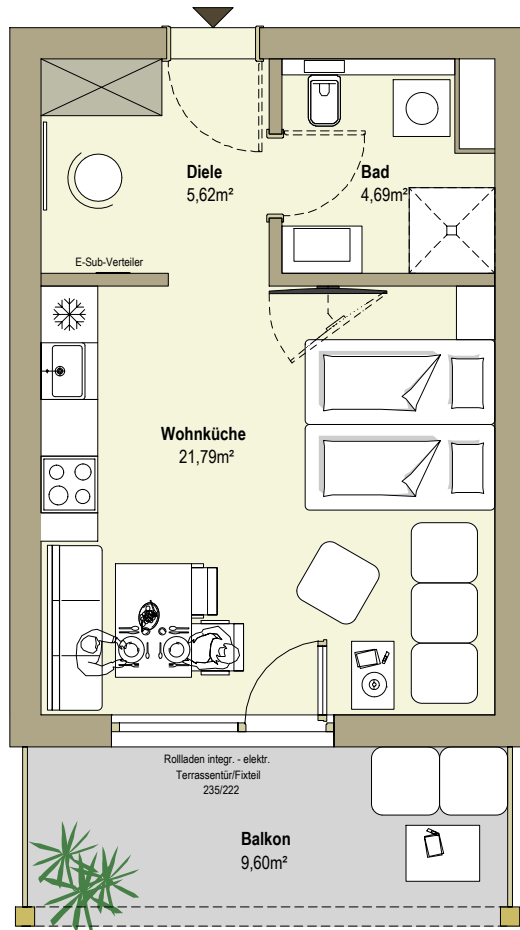 Diele
5,62m²
Bad
4,69m²
E-Sub-Verteiler
Wohnküche
21,79m²
Rollladen integr. - elektr.
Terrassentür/Fixteil
235/222
Balkon
9,60m²